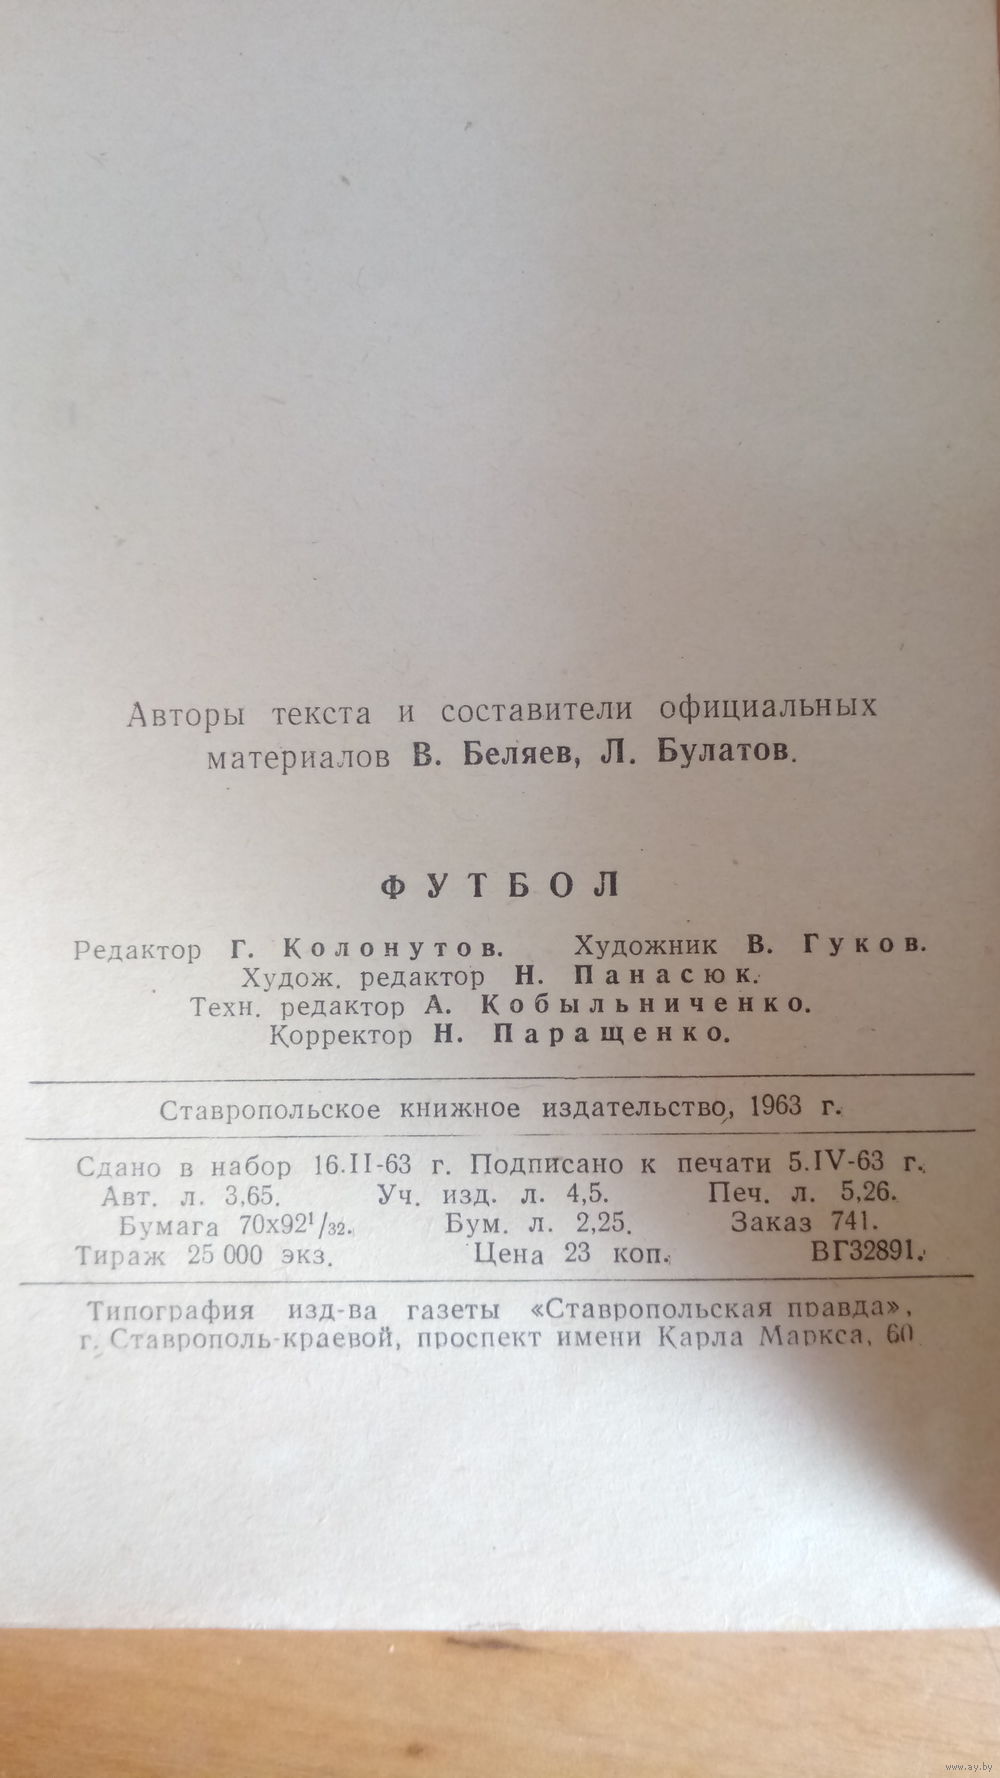 Авторы текста и составители официальных
материалов В. Беляев, Л. Булатов.
ФУТБОЛ
Редактор Г. Колонутов. Художник В. Гуков.
Худож. редактор Н. Панасюк.
Техн. редактор А. Кобыльниченко.
Корректор Н. Паращенко.
Ставропольское книжное издательство, 1963 г.
Сдано в набор 16.II-63 г. Подписано к печати 5.IV-63 г.
Авт. л. 3,65. Уч. изд. л. 4,5. Печ. л. 5,26.
Бумага 70х92¹/₃₂. Бум. л. 2,25. Заказ 741.
Тираж 25 000 экз. Цена 23 коп. ВГ32891.
Типография изд-ва газеты «Ставропольская правда»,
г. Ставрополь-краевой, проспект имени Карла Маркса, 60
www.ay.by